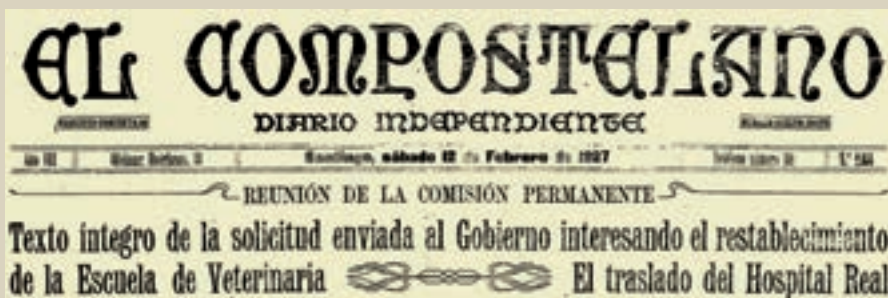 EL COMPOSTELANO
DIARIO INDEPENDIENTE
Santiago, sábado 12 de Febrero de 1927
REUNIÓN DE LA COMISIÓN PERMANENTE
Texto íntegro de la solicitud enviada al Gobierno interesando el restablecimiento
de la Escuela de Veterinaria El traslado del Hospital Real